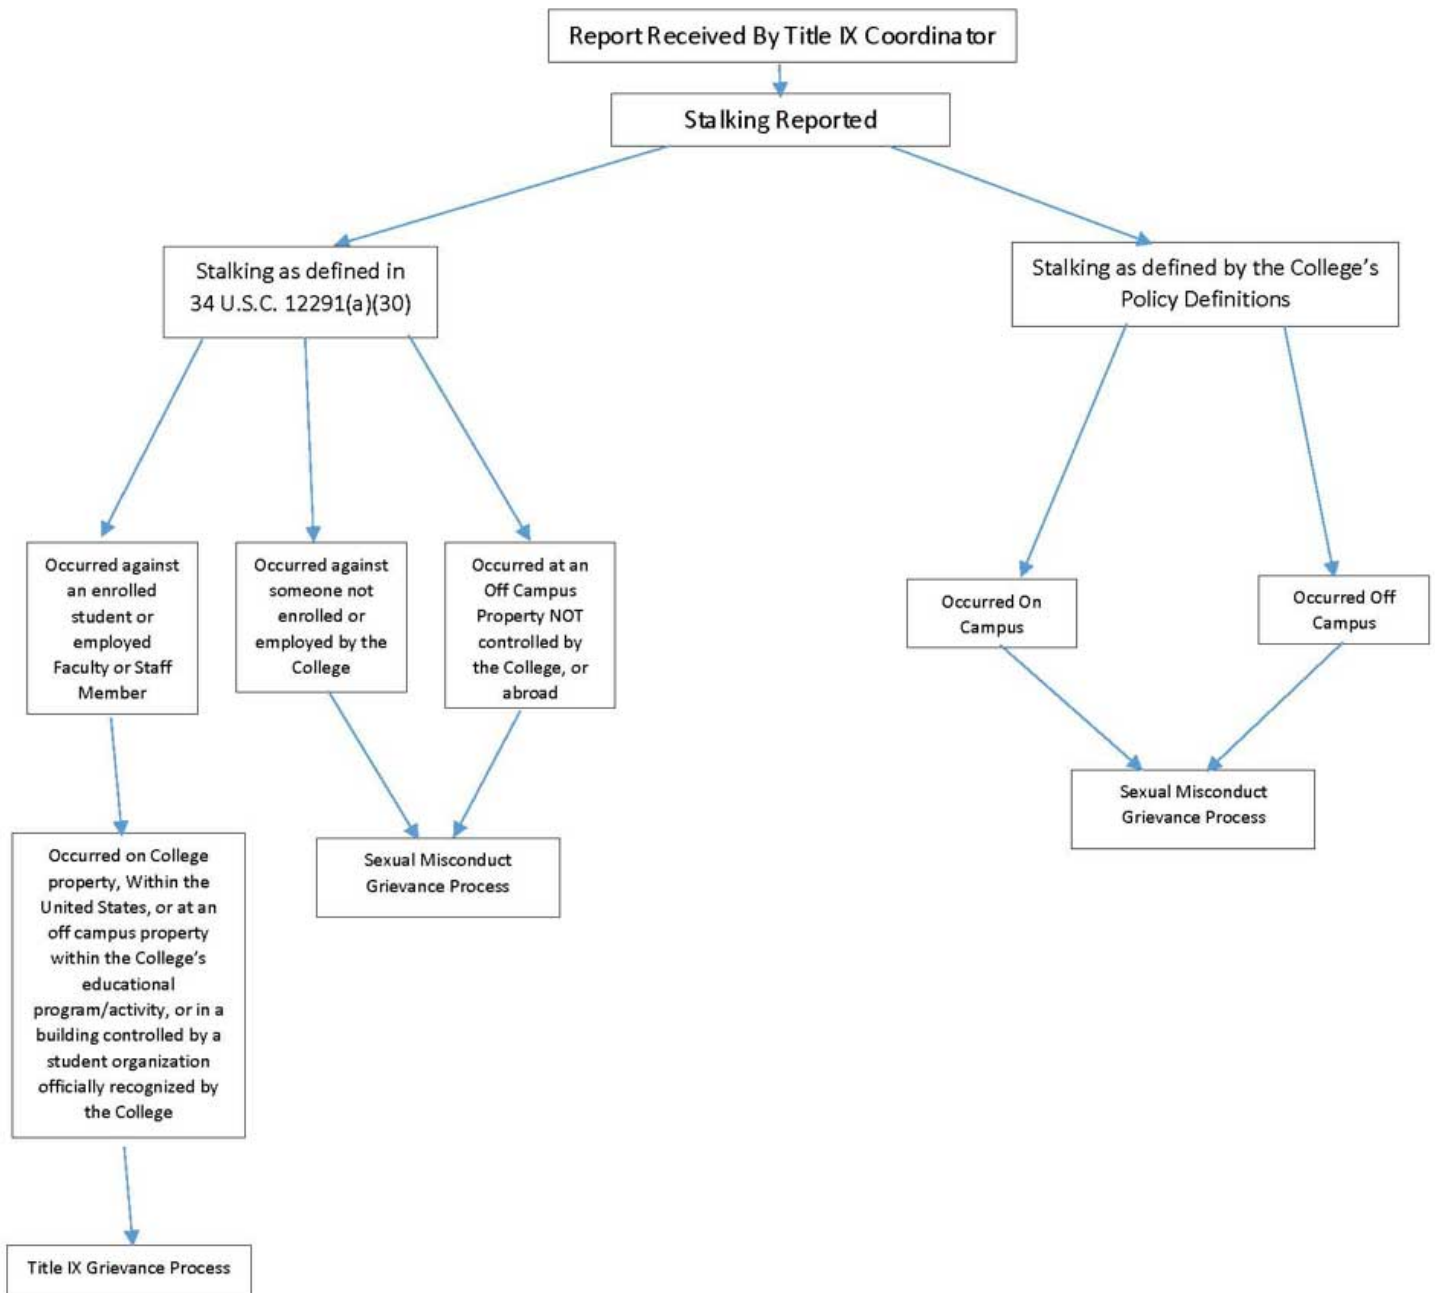 Report Received By Title IX Coordinator
Stalking Reported
Stalking as defined in
34 U.S.C. 12291(a)(30)
Stalking as defined by the College's
Policy Definitions
Occurred against
an enrolled
student or
employed
Faculty or Staff
Member
Occurred against
someone not
enrolled or
employed by the
College
Occurred at an
Off Campus
Property NOT
controlled by
the College, or
abroad
Occurred On
Campus
Occurred Off
Campus
Occurred on College
property, Within the
United States, or at an
off campus property
within the College's
educational
program/activity, or in a
building controlled by a
student organization
officially recognized by
the College
Sexual Misconduct
Grievance Process
Sexual Misconduct
Grievance Process
Title IX Grievance Process